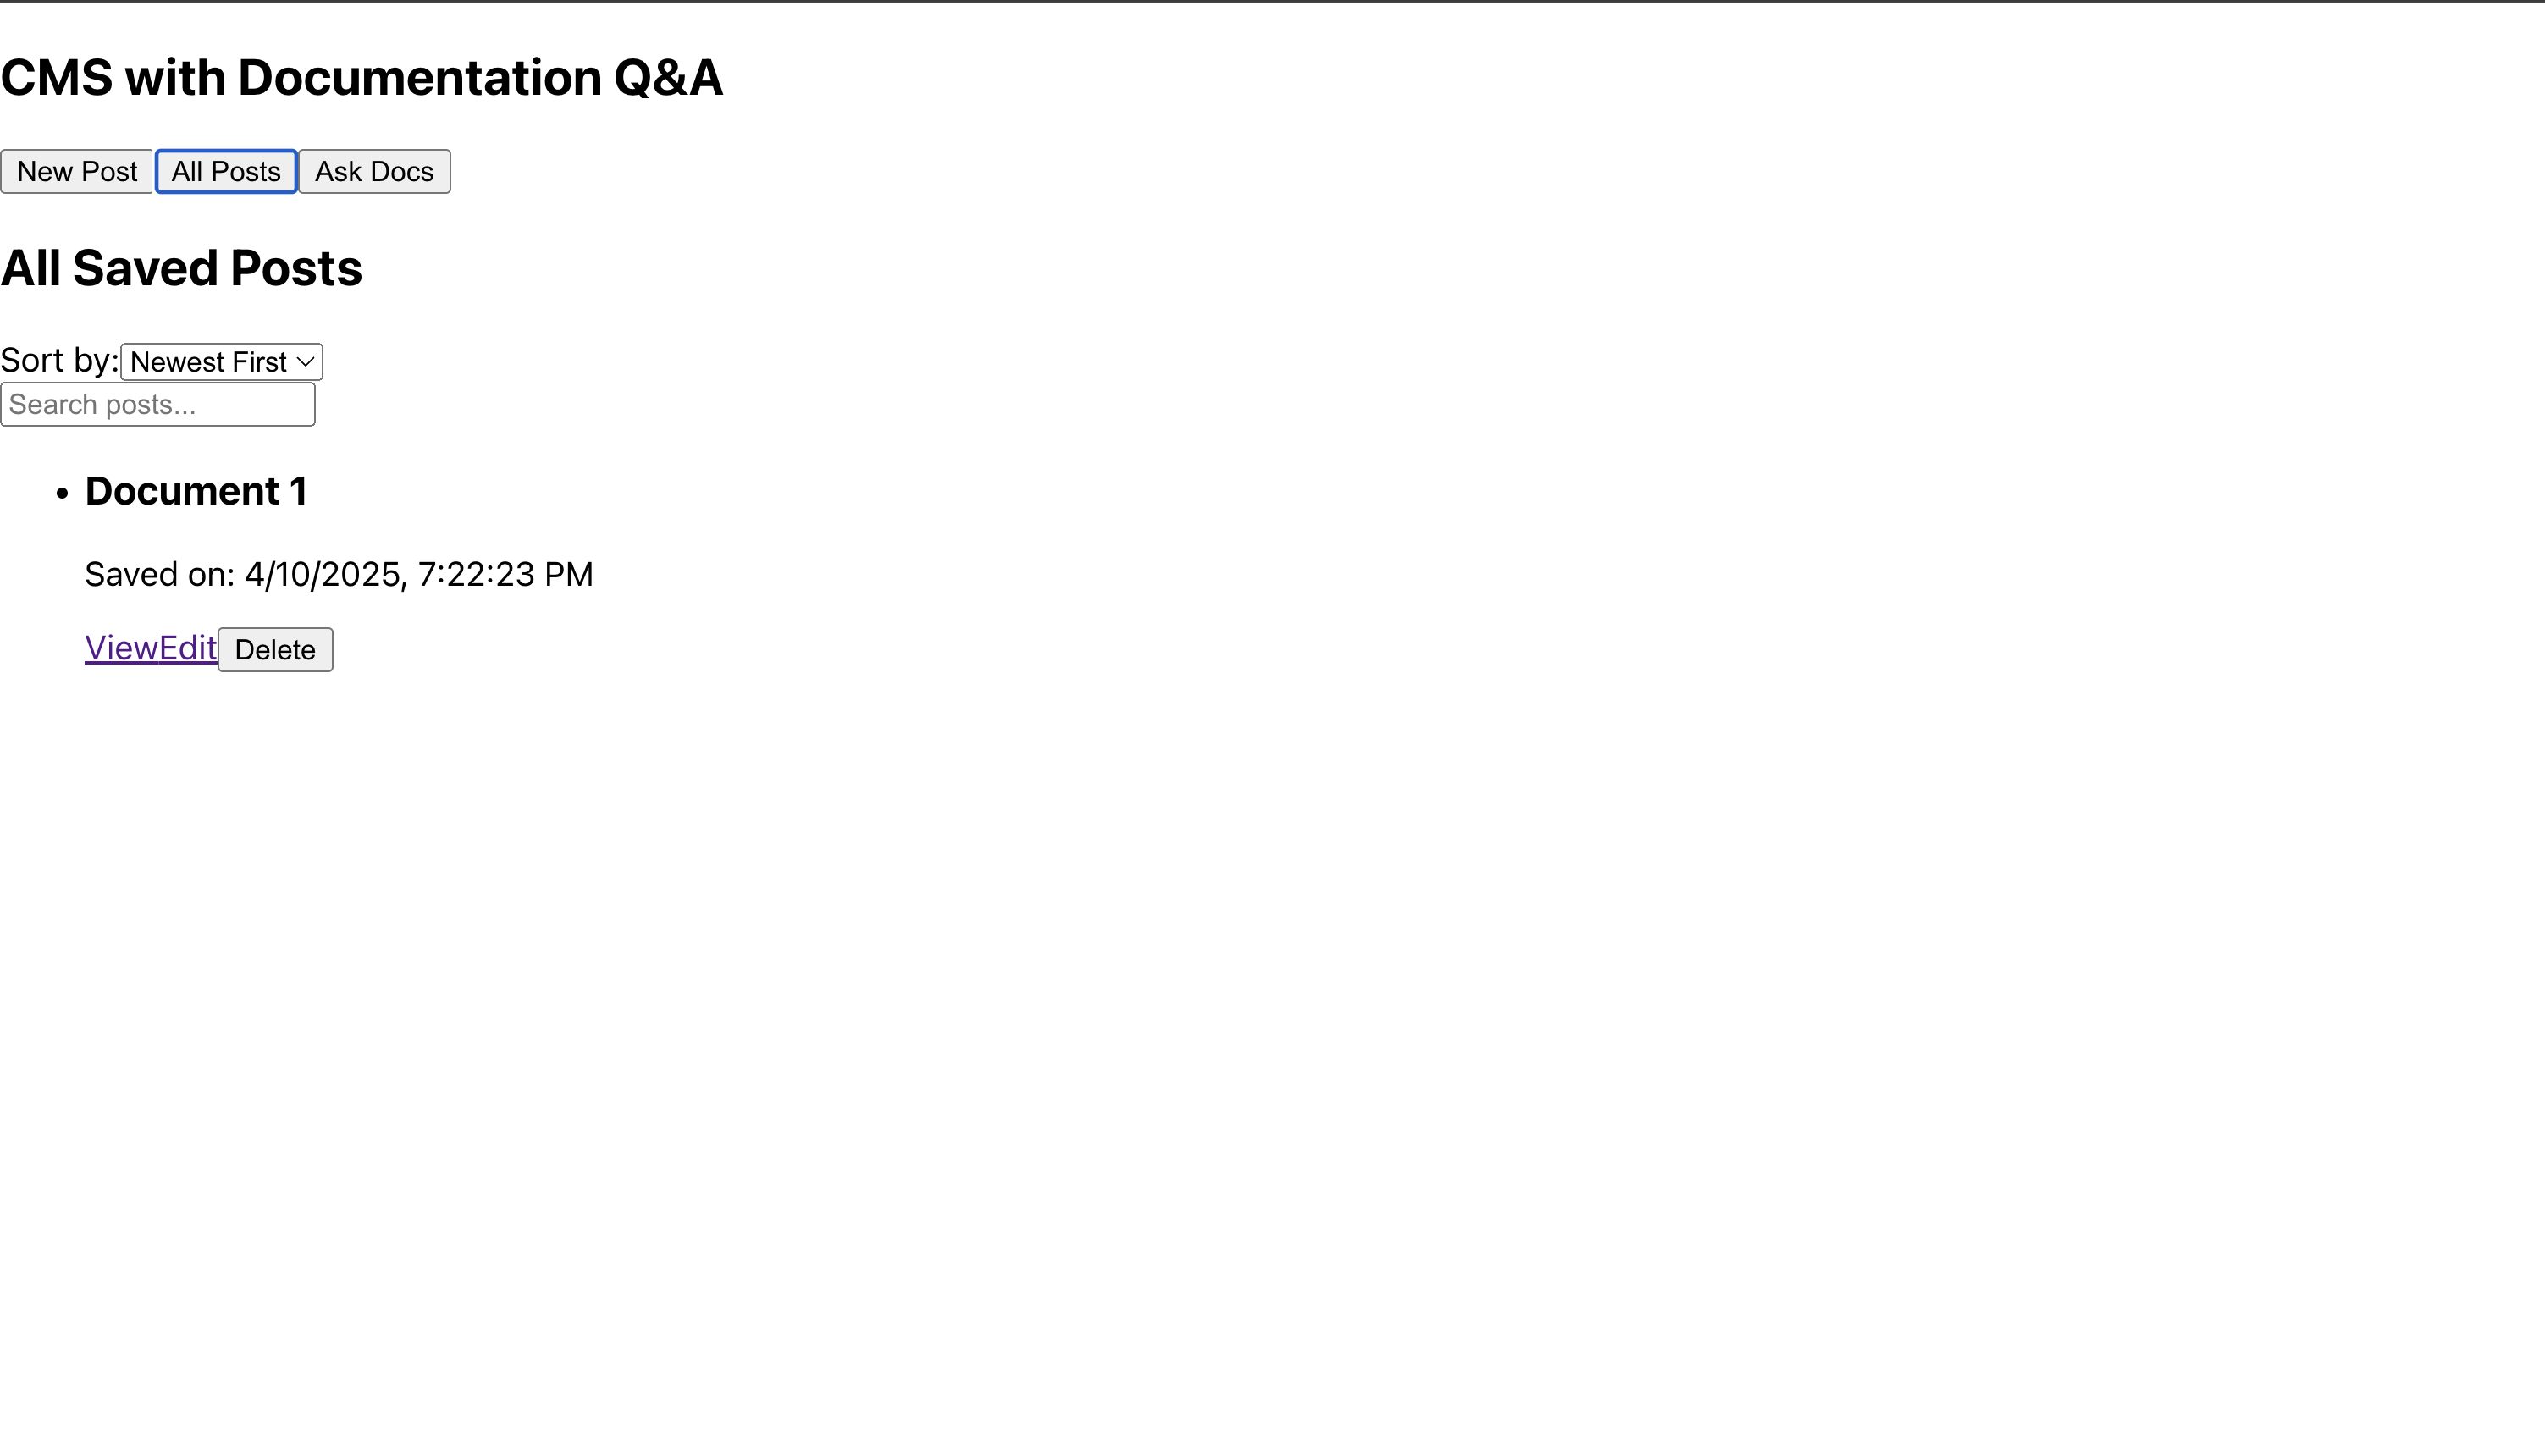 CMS with Documentation Q&A
New Post All Posts Ask Docs
All Saved Posts
Sort by: Newest First
Search posts...
Document 1
Saved on: 4/10/2025, 7:22:23 PM
ViewEdit Delete